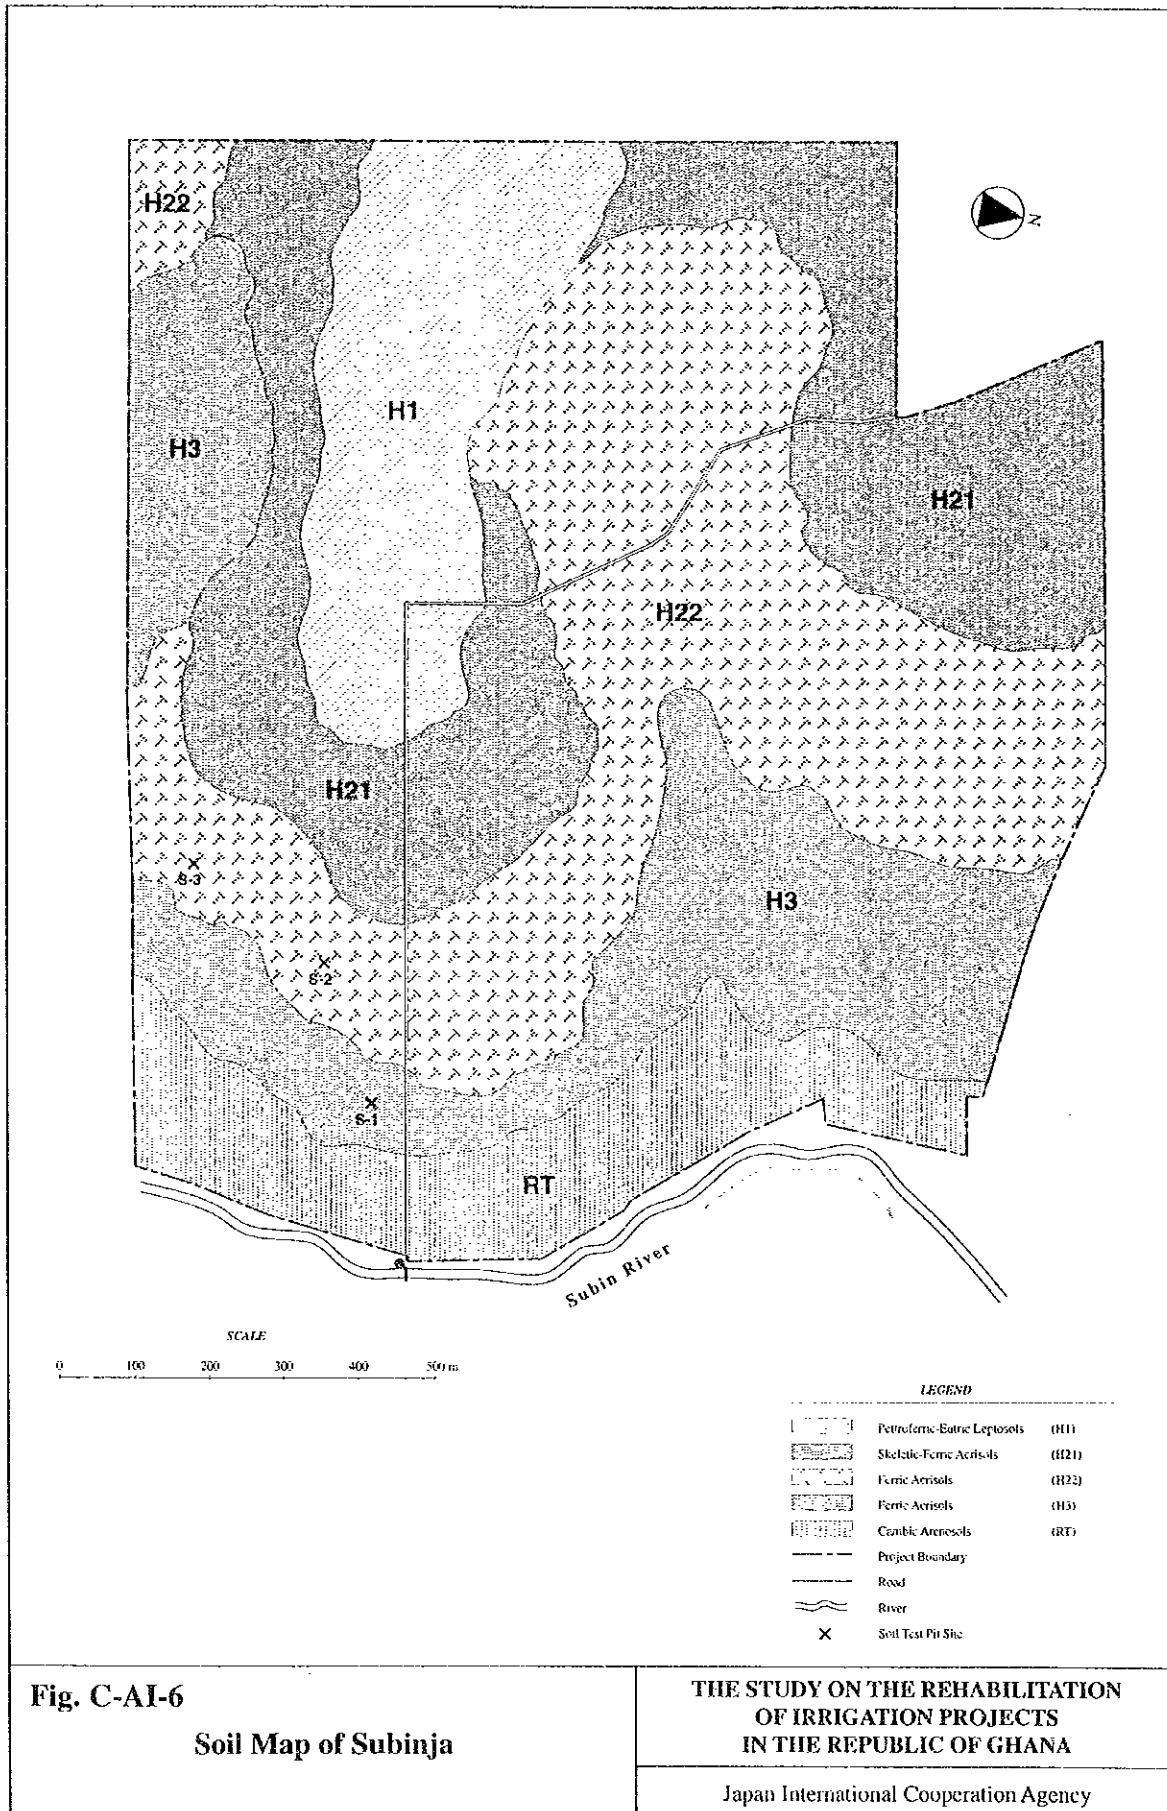 H22
N
H1
H3
H21
H22
H21
S-3
H3
S-2
S-1
RT
Subin River
SCALE
0 100 200 300 400 500 m
LEGEND
Petroferric-Eutric Leptosols (H1)
Skeletic-Ferric Acrisols (H21)
Ferric Acrisols (H22)
Ferric Acrisols (H3)
Cambic Arenosols (RT)
Project Boundary
Road
River
Soil Test Pit Site
Fig. C-AI-6
Soil Map of Subinja
THE STUDY ON THE REHABILITATION
OF IRRIGATION PROJECTS
IN THE REPUBLIC OF GHANA
Japan International Cooperation Agency